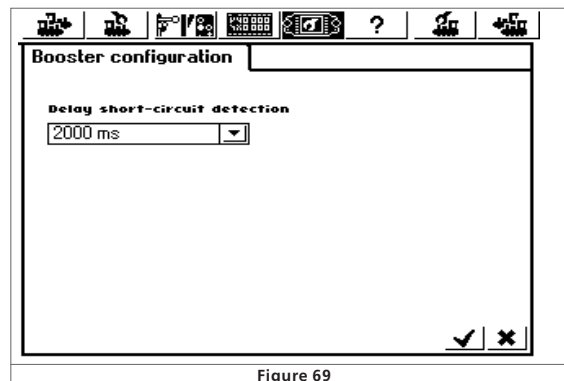 ?
Booster configuration
Delay short-circuit detection
2000 ms
Figure 69